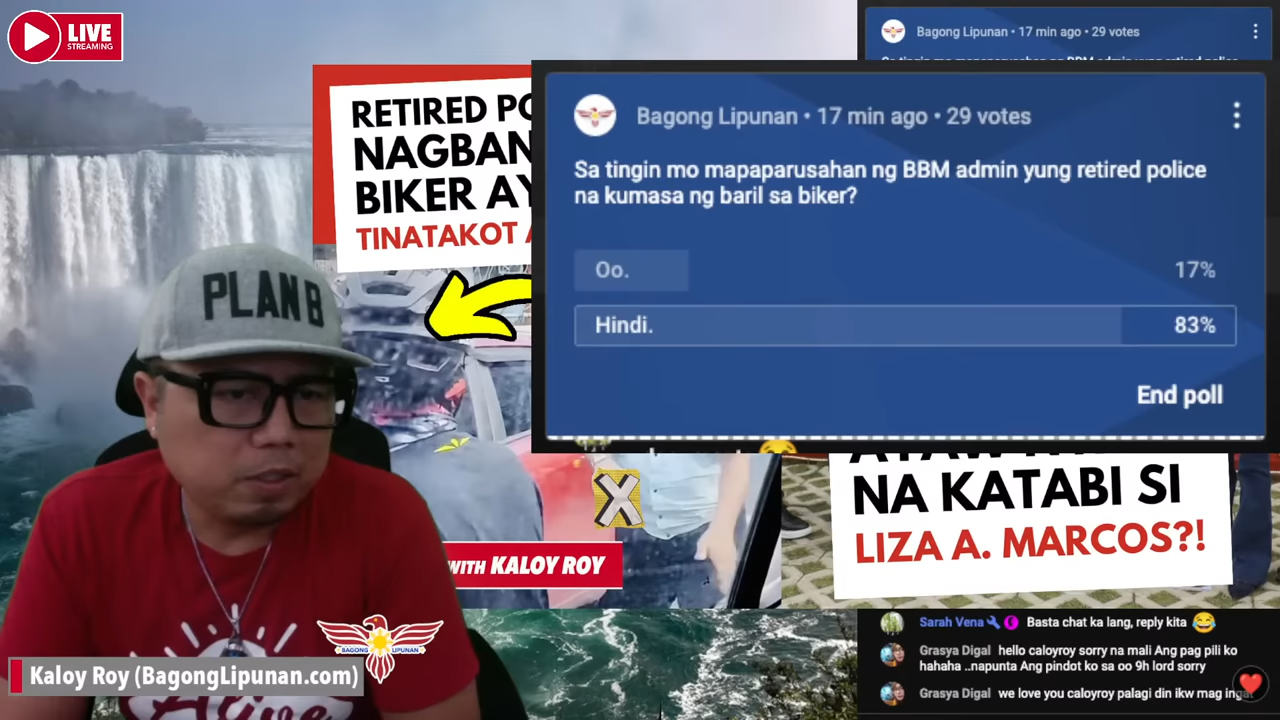 LIVE
STREAMING
Bagong Lipunan • 17 min ago • 29 votes
RETIRED
NAGBAN
BIKER AY
TINATAKOT
Bagong Lipunan • 17 min ago • 29 votes
Sa tingin mo mapaparusahan ng BBM admin yung retired police
na kumasa ng baril sa biker?
Oo. 17%
Hindi. 83%
End poll
PLAN B
NA KATABI SI
LIZA A. MARCOS?!
X
WITH KALOY ROY
BAGONG LIPUNAN
Kaloy Roy (BagongLipunan.com)
Alive
Sarah Vena Basta chat ka lang, reply kita 😂
Grasya Digal hello caloyroy sorry na mali Ang pag pili ko
hahaha ..napunta Ang pindot ko sa oo 9h lord sorry
Grasya Digal we love you caloyroy palagi din ikw mag